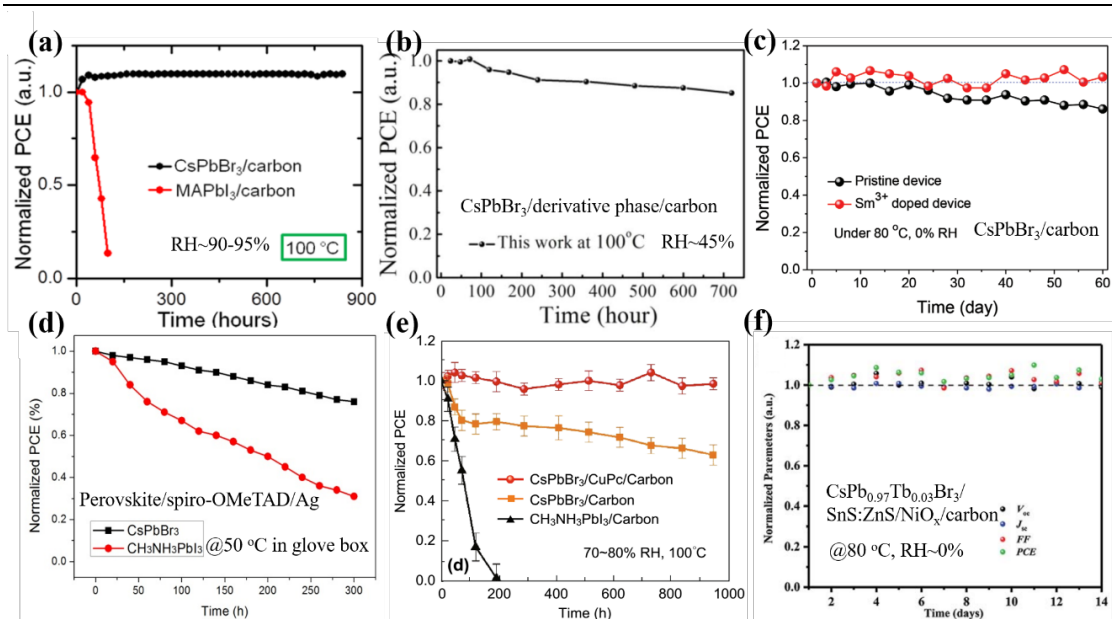 (a)
Normalized PCE (a.u.)
1.0
0.5
0.0
CsPbBr₃/carbon
MAPbI₃/carbon
RH~90-95%
100 °C
0 300 600 900
Time (hours)
(b)
Normalized PCE (a.u.)
1.0
0.8
0.6
0.4
0.2
0.0
CsPbBr₃/derivative phase/carbon
This work at 100°C RH~45%
0 100 200 300 400 500 600 700
Time (hour)
(c)
Normalized PCE
1.2
1.0
0.8
0.6
0.4
0.2
0.0
Pristine device
Sm³⁺ doped device
Under 80 °C, 0% RH
CsPbBr₃/carbon
0 10 20 30 40 50 60
Time (day)
(d)
Normalized PCE (%)
1.0
0.8
0.6
0.4
0.2
0.0
Perovskite/spiro-OMeTAD/Ag
CsPbBr₃
CH₃NH₃PbI₃
@50 °C in glove box
0 50 100 150 200 250 300
Time (h)
(e)
Normalized PCE
1.2
1.0
0.8
0.6
0.4
0.2
0.0
CsPbBr₃/CuPc/Carbon
CsPbBr₃/Carbon
CH₃NH₃PbI₃/Carbon
(d)
70~80% RH, 100°C
0 200 400 600 800 1000
Time (h)
(f)
Normalized Paremeters (a.u.)
1.2
1.0
0.8
0.6
0.4
0.2
0.0
CsPb₀.₉₇Tb₀.₀₃Br₃/
SnS:ZnS/NiOₓ/carbon
@80 °C, RH~0%
Vₒc
Jsc
FF
PCE
2 4 6 8 10 12 14
Time (days)